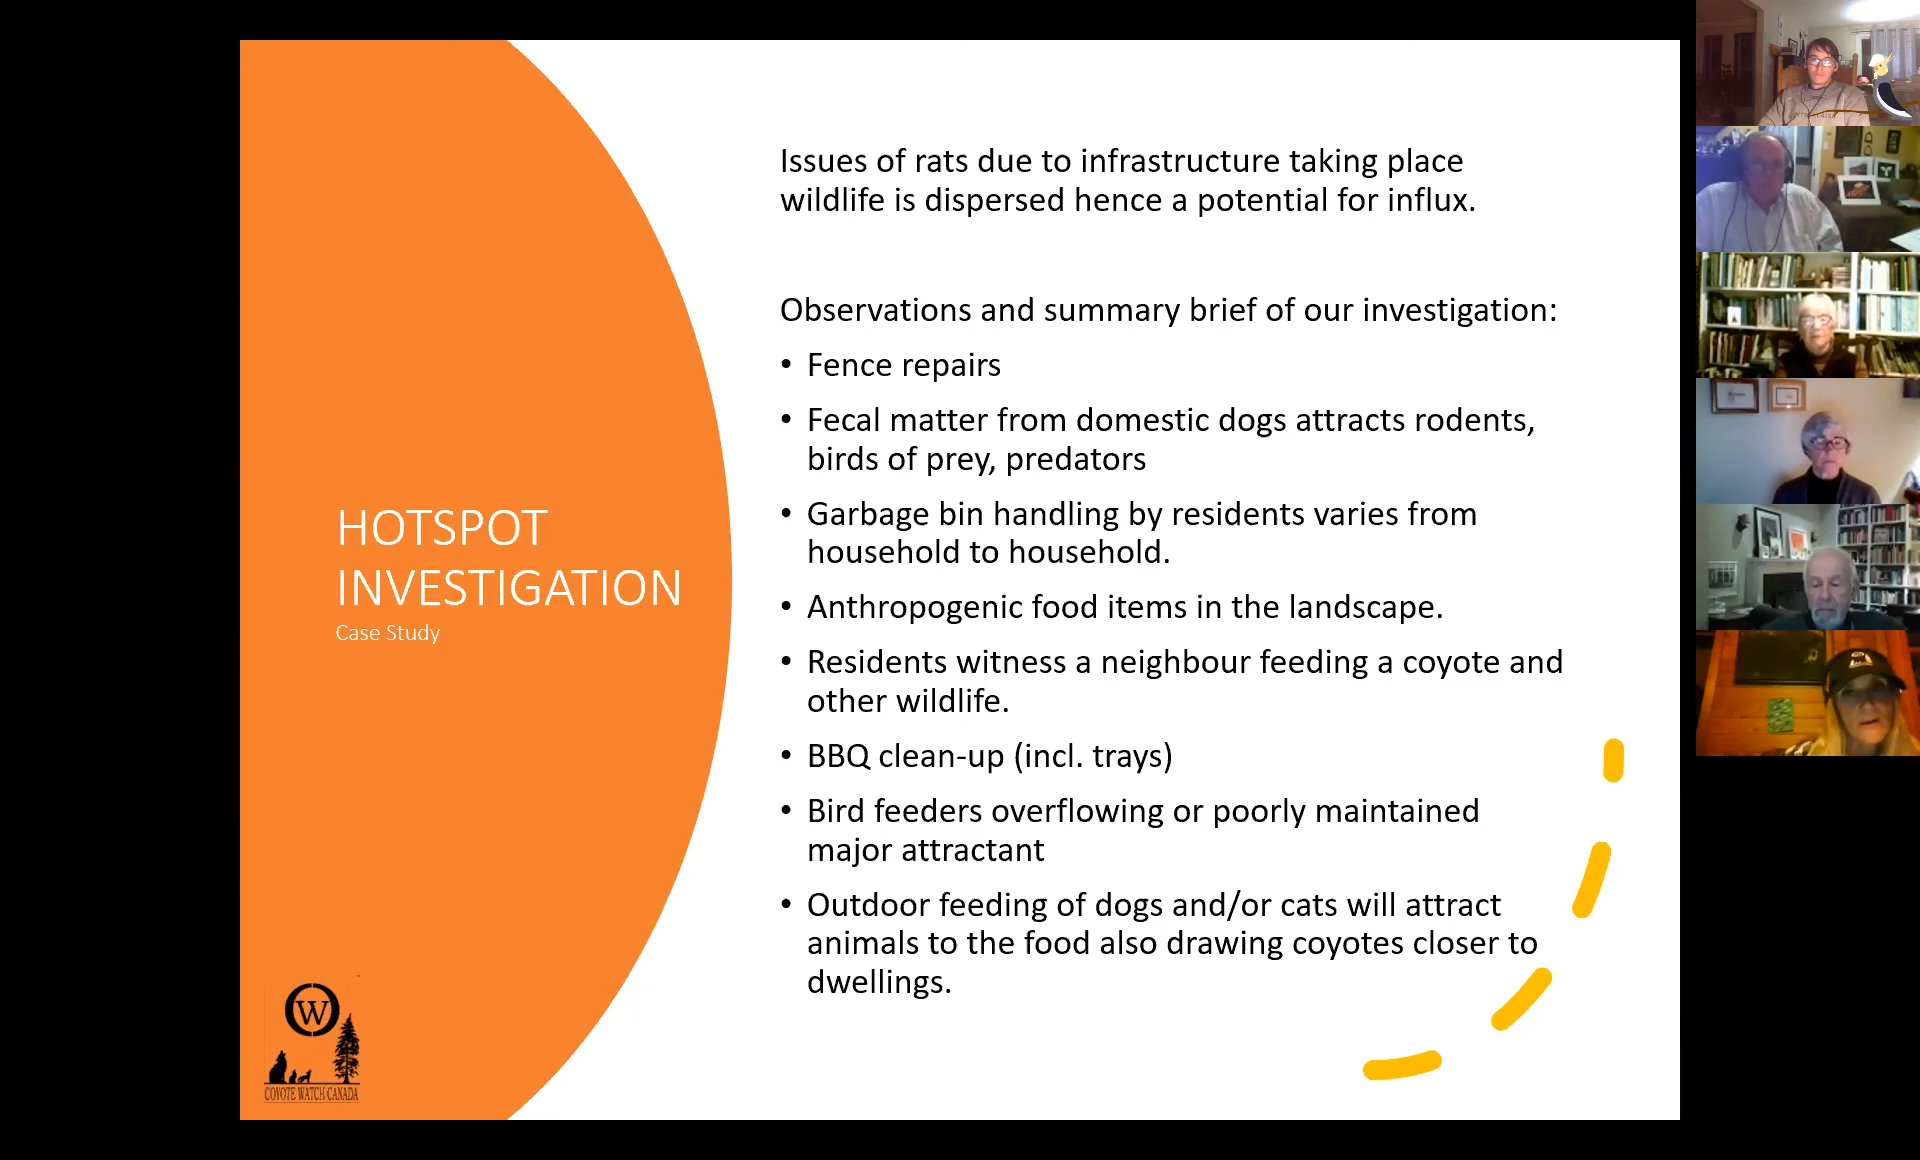 Issues of rats due to infrastructure taking place
wildlife is dispersed hence a potential for influx.
Observations and summary brief of our investigation:
• Fence repairs
• Fecal matter from domestic dogs attracts rodents,
birds of prey, predators
• Garbage bin handling by residents varies from
household to household.
• Anthropogenic food items in the landscape.
• Residents witness a neighbour feeding a coyote and
other wildlife.
• BBQ clean-up (incl. trays)
• Bird feeders overflowing or poorly maintained
major attractant
• Outdoor feeding of dogs and/or cats will attract
animals to the food also drawing coyotes closer to
dwellings.
HOTSPOT
INVESTIGATION
Case Study
CW
COYOTE WATCH CANADA